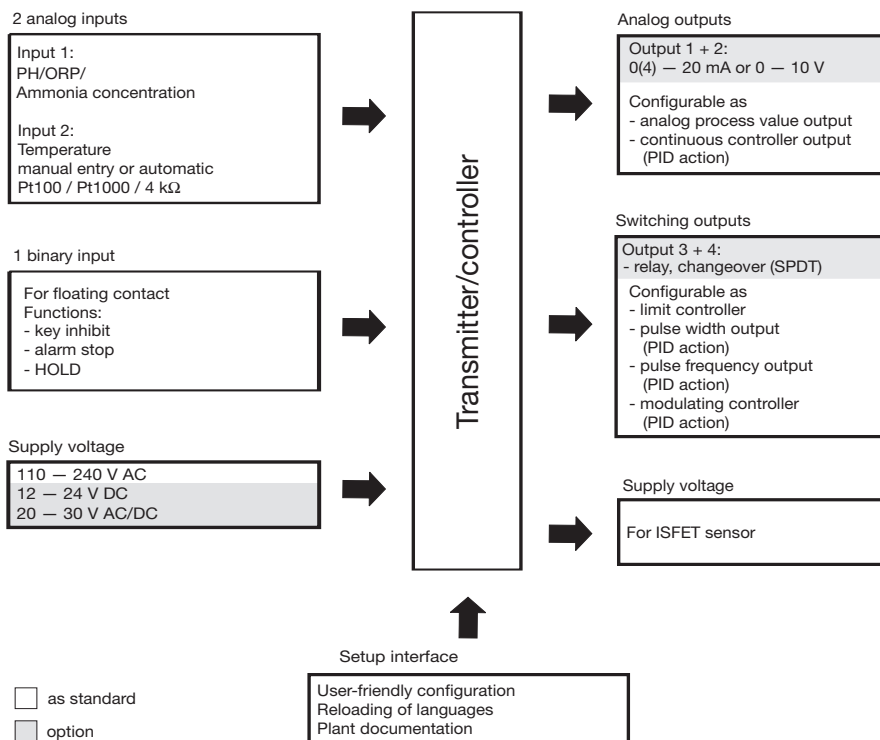 2 analog inputs
Input 1:
PH/ORP/
Ammonia concentration
Input 2:
Temperature
manual entry or automatic
Pt100 / Pt1000 / 4 kΩ
1 binary input
For floating contact
Functions:
- key inhibit
- alarm stop
- HOLD
Supply voltage
110 — 240 V AC
12 — 24 V DC
20 — 30 V AC/DC
Transmitter/controller
Analog outputs
Output 1 + 2:
0(4) — 20 mA or 0 — 10 V
Configurable as
- analog process value output
- continuous controller output
(PID action)
Switching outputs
Output 3 + 4:
- relay, changeover (SPDT)
Configurable as
- limit controller
- pulse width output
(PID action)
- pulse frequency output
(PID action)
- modulating controller
(PID action)
Supply voltage
For ISFET sensor
Setup interface
User-friendly configuration
Reloading of languages
Plant documentation
as standard
option